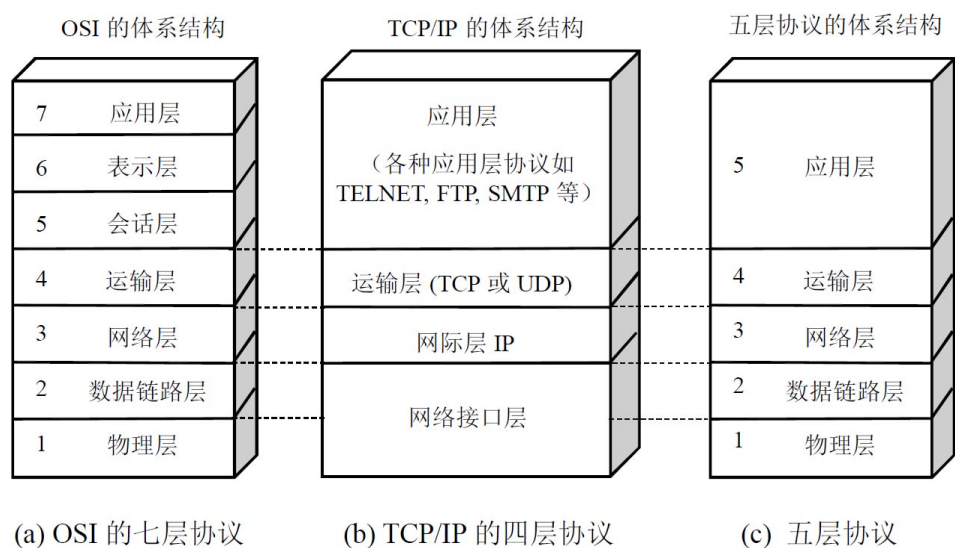 OSI 的体系结构
7 应用层
6 表示层
5 会话层
4 运输层
3 网络层
2 数据链路层
1 物理层
(a) OSI 的七层协议
TCP/IP 的体系结构
应用层
（各种应用层协议如
TELNET, FTP, SMTP 等）
运输层 (TCP 或 UDP)
网际层 IP
网络接口层
(b) TCP/IP 的四层协议
五层协议的体系结构
5 应用层
4 运输层
3 网络层
2 数据链路层
1 物理层
(c) 五层协议